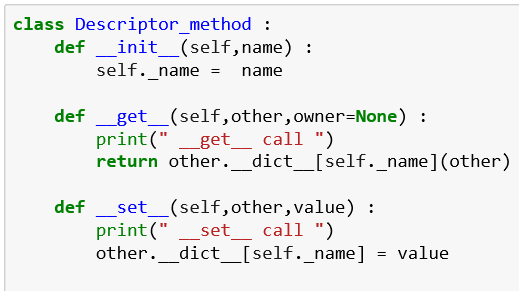 class Descriptor_method :
    def __init__(self,name) :
        self._name =  name
    def __get__(self,other,owner=None) :
        print(" __get__ call ")
        return other.__dict__[self._name](other)
    def __set__(self,other,value) :
        print(" __set__ call ")
        other.__dict__[self._name] = value